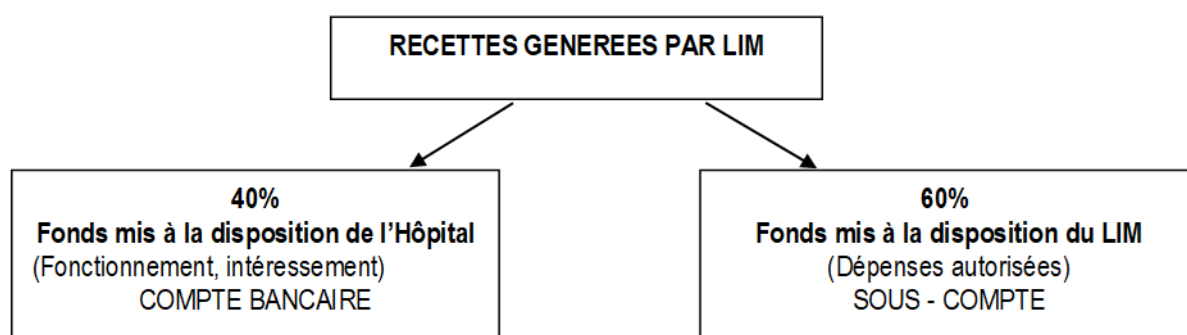 RECETTES GENEREES PAR LIM
40%
Fonds mis à la disposition de l'Hôpital
(Fonctionnement, intéressement)
COMPTE BANCAIRE
60%
Fonds mis à la disposition du LIM
(Dépenses autorisées)
SOUS - COMPTE